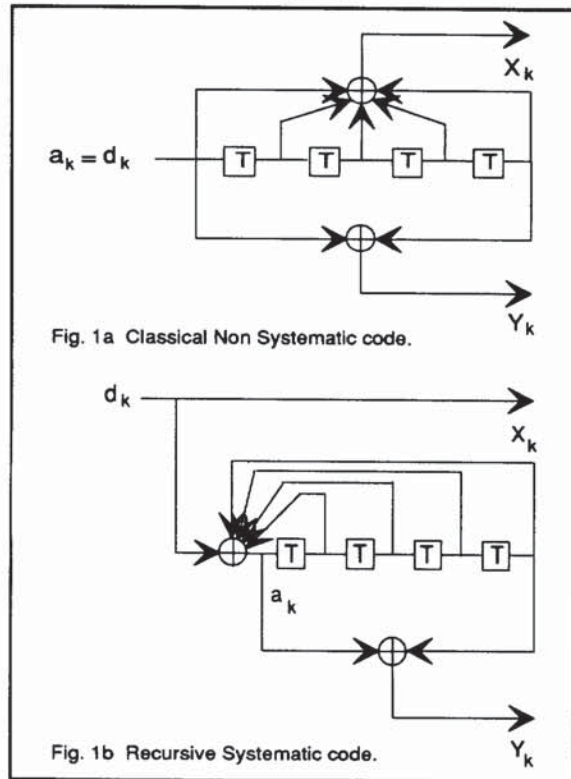 X_k
a_k = d_k
T T T T
Y_k
Fig. 1a Classical Non Systematic code.
d_k
X_k
T T T T
a_k
Y_k
Fig. 1b Recursive Systematic code.